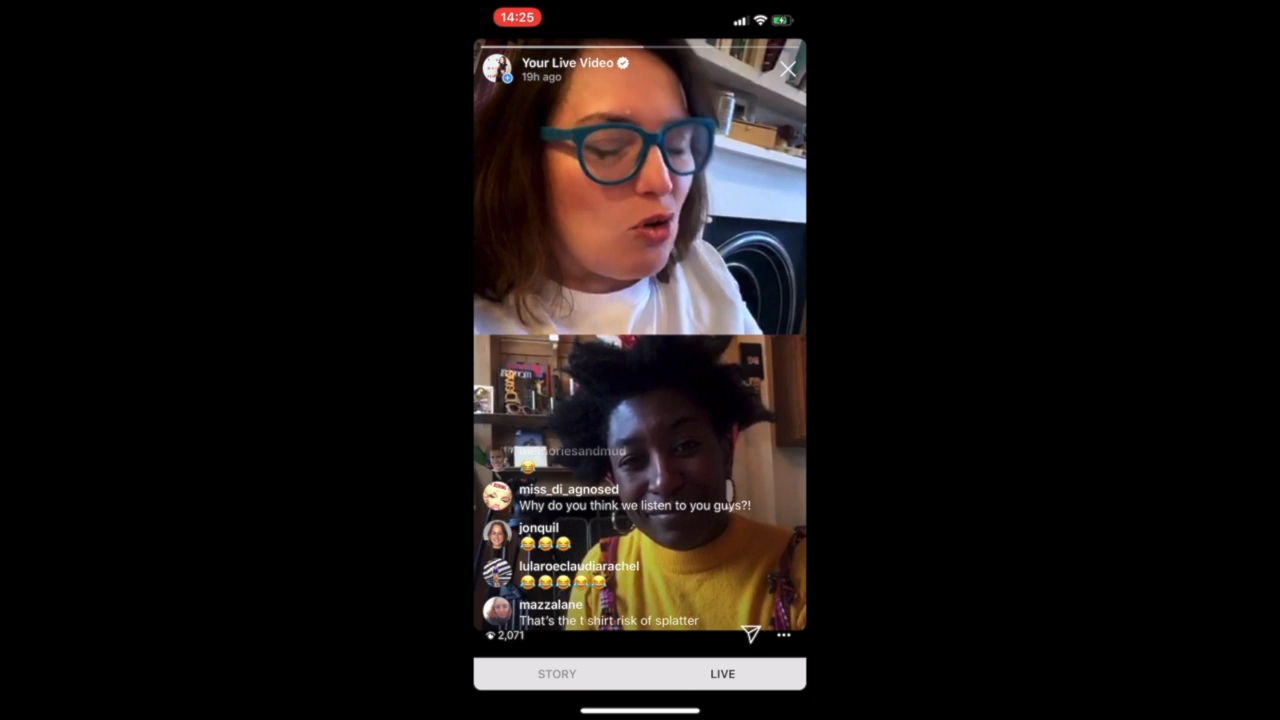 14:25
Your Live Video
19h ago
miss_di_agnosed
Why do you think we listen to you guys?!
jonquil
😂😂😂
lularoeclaudiarachel
😂😂😂😂😂
mazzalane
That's the t shirt risk of splatter
2,071
STORY
LIVE